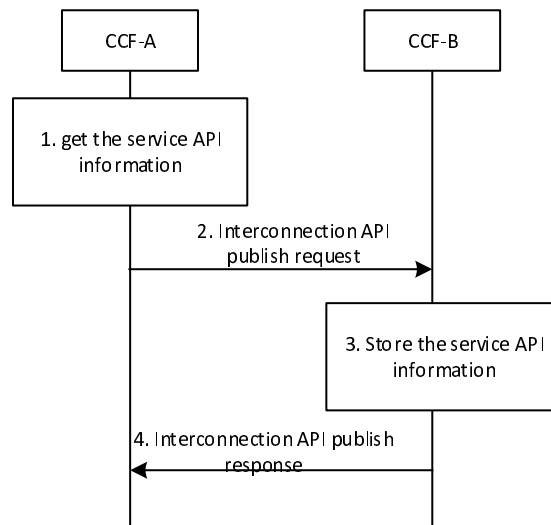 CCF-A
CCF-B
1. get the service API
information
2. Interconnection API
publish request
3. Store the service API
information
4. Interconnection API publish
response